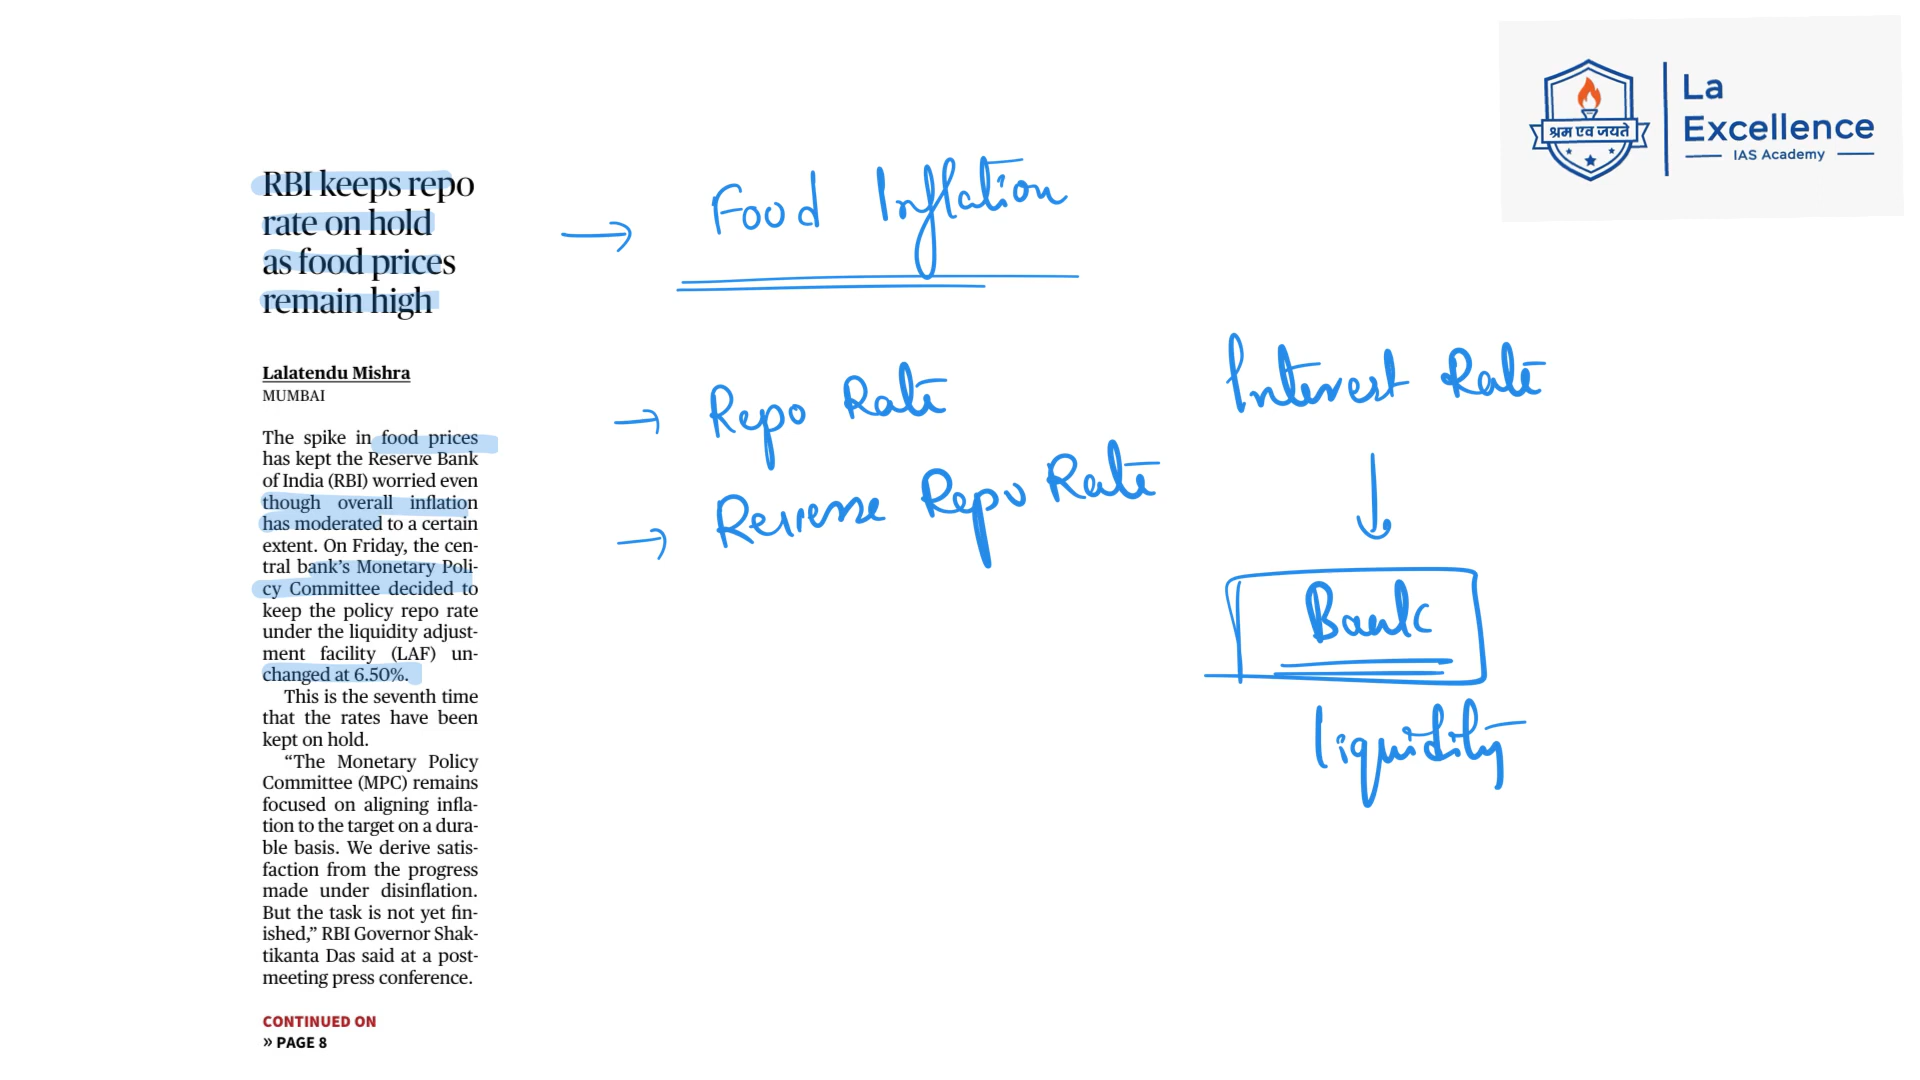 RBI keeps repo
rate on hold
as food prices
remain high
Lalatendu Mishra
MUMBAI
The spike in food prices
has kept the Reserve Bank
of India (RBI) worried even
though overall inflation
has moderated to a certain
extent. On Friday, the cen-
tral bank's Monetary Poli-
cy Committee decided to
keep the policy repo rate
under the liquidity adjust-
ment facility (LAF) un-
changed at 6.50%.
This is the seventh time
that the rates have been
kept on hold.
“The Monetary Policy
Committee (MPC) remains
focused on aligning infla-
tion to the target on a dura-
ble basis. We derive satis-
faction from the progress
made under disinflation.
But the task is not yet fin-
ished,” RBI Governor Shak-
tikanta Das said at a post-
meeting press conference.
CONTINUED ON
» PAGE 8
→ Food Inflation
→ Repo Rate
→ Reverse Repo Rate
Interest Rate
↓
Bank
liquidity
श्रम एव जयते
La
Excellence
IAS Academy